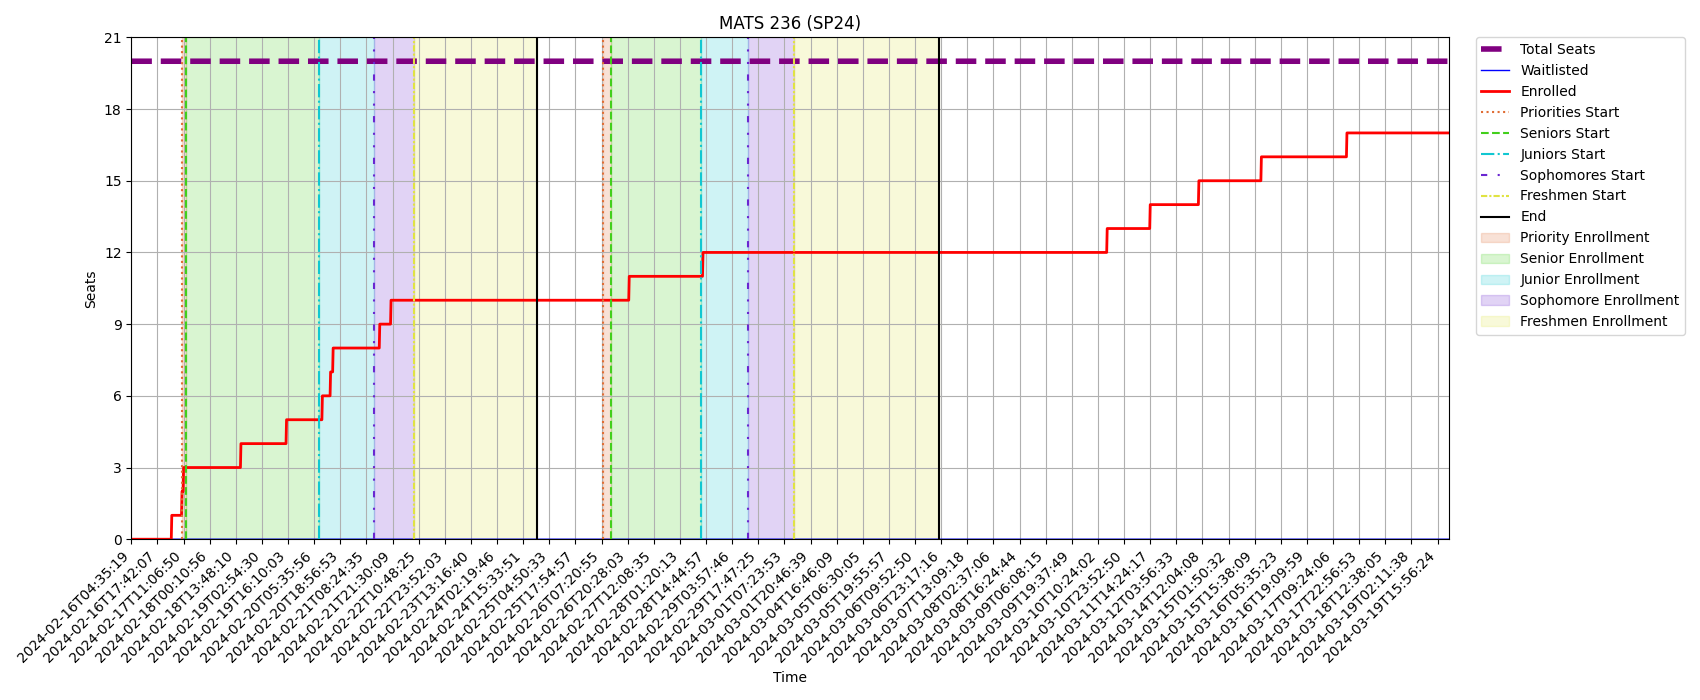 MATS 236 (SP24)
21
18
15
12
9
6
3
0
Seats
2024-02-16T04:35:19
2024-02-16T17:42:07
2024-02-17T11:06:50
2024-02-18T00:10:56
2024-02-18T13:48:10
2024-02-19T02:54:30
2024-02-19T16:10:03
2024-02-20T05:35:56
2024-02-20T18:56:53
2024-02-21T08:24:35
2024-02-21T21:30:09
2024-02-22T10:48:25
2024-02-22T23:52:03
2024-02-23T13:16:40
2024-02-24T02:19:46
2024-02-24T15:33:51
2024-02-25T04:50:33
2024-02-25T17:54:57
2024-02-26T07:20:55
2024-02-26T20:28:03
2024-02-27T12:08:35
2024-02-28T01:20:13
2024-02-28T14:44:57
2024-02-29T03:57:46
2024-02-29T17:47:25
2024-03-01T07:23:53
2024-03-01T20:46:39
2024-03-04T16:46:09
2024-03-05T06:30:05
2024-03-05T19:55:57
2024-03-06T09:52:50
2024-03-06T23:17:16
2024-03-07T13:09:18
2024-03-08T02:37:06
2024-03-08T16:24:44
2024-03-09T06:08:15
2024-03-09T19:37:49
2024-03-10T10:24:02
2024-03-10T23:52:50
2024-03-11T14:24:17
2024-03-12T03:56:33
2024-03-14T12:04:08
2024-03-15T01:50:32
2024-03-15T15:38:09
2024-03-16T05:35:23
2024-03-16T19:09:59
2024-03-17T09:24:06
2024-03-17T22:56:53
2024-03-18T12:38:05
2024-03-19T02:11:38
2024-03-19T15:56:24
Time
Total Seats
Waitlisted
Enrolled
Priorities Start
Seniors Start
Juniors Start
Sophomores Start
Freshmen Start
End
Priority Enrollment
Senior Enrollment
Junior Enrollment
Sophomore Enrollment
Freshmen Enrollment